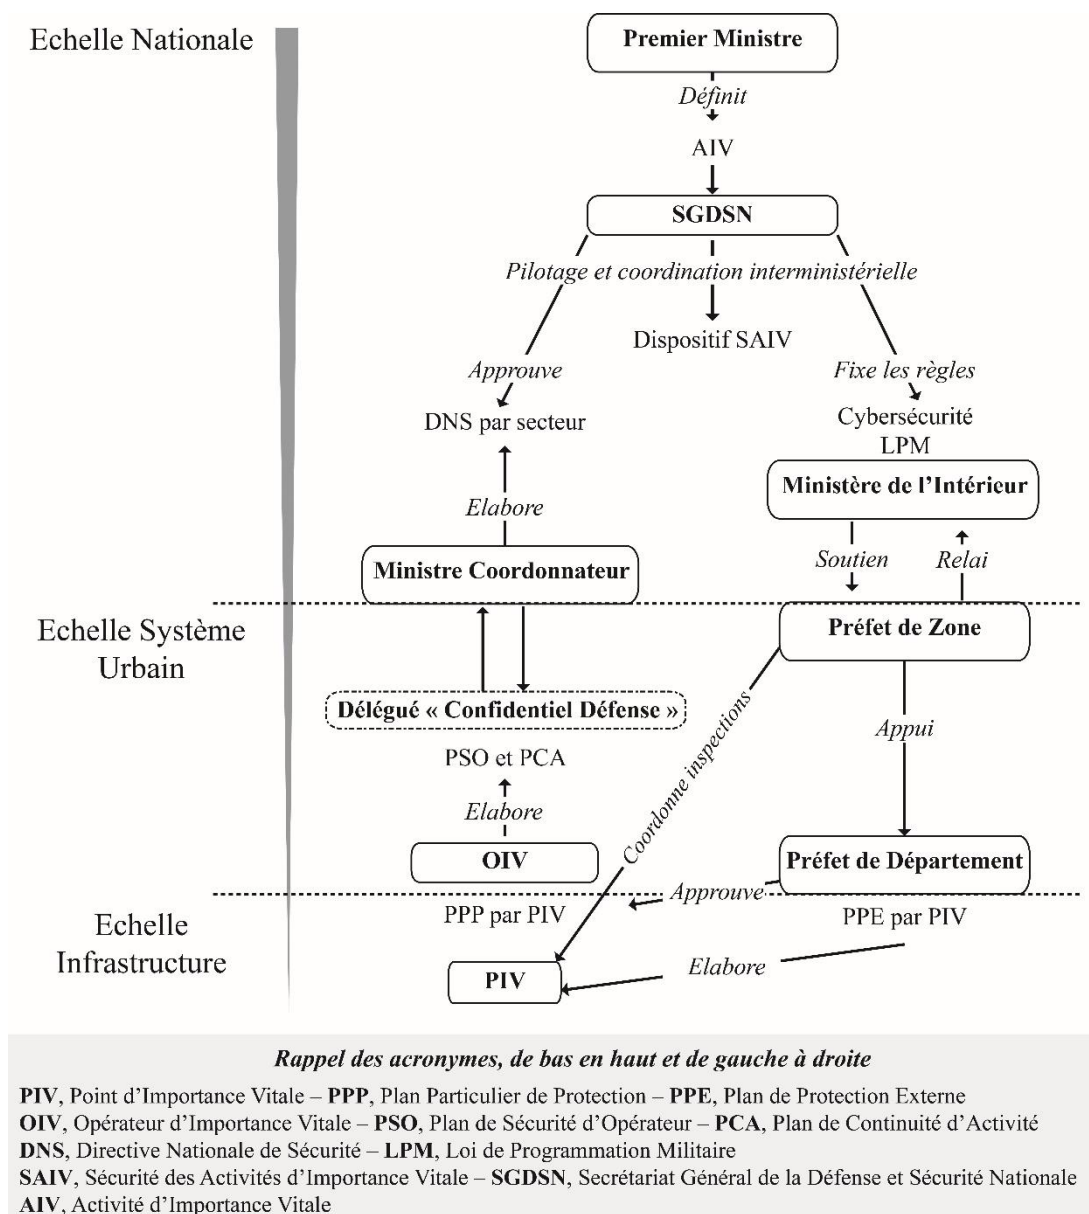 Echelle Nationale
Premier Ministre
Définit
AIV
SGDSN
Pilotage et coordination interministérielle
Dispositif SAIV
Approuve
Fixe les règles
DNS par secteur
Cybersécurité
LPM
Ministère de l’Intérieur
Elabore
Soutien
Relai
Ministre Coordonnateur
Echelle Système
Urbain
Préfet de Zone
Délégué « Confidentiel Défense »
Appui
Coordonne inspections
PSO et PCA
Elabore
OIV
Préfet de Département
Approuve
Echelle
Infrastructure
PPP par PIV
PPE par PIV
PIV
Elabore
Rappel des acronymes, de bas en haut et de gauche à droite
PIV, Point d’Importance Vitale – PPP, Plan Particulier de Protection – PPE, Plan de Protection Externe
OIV, Opérateur d’Importance Vitale – PSO, Plan de Sécurité d’Opérateur – PCA, Plan de Continuité d’Activité
DNS, Directive Nationale de Sécurité – LPM, Loi de Programmation Militaire
SAIV, Sécurité des Activités d’Importance Vitale – SGDSN, Secrétariat Général de la Défense et Sécurité Nationale
AIV, Activité d’Importance Vitale